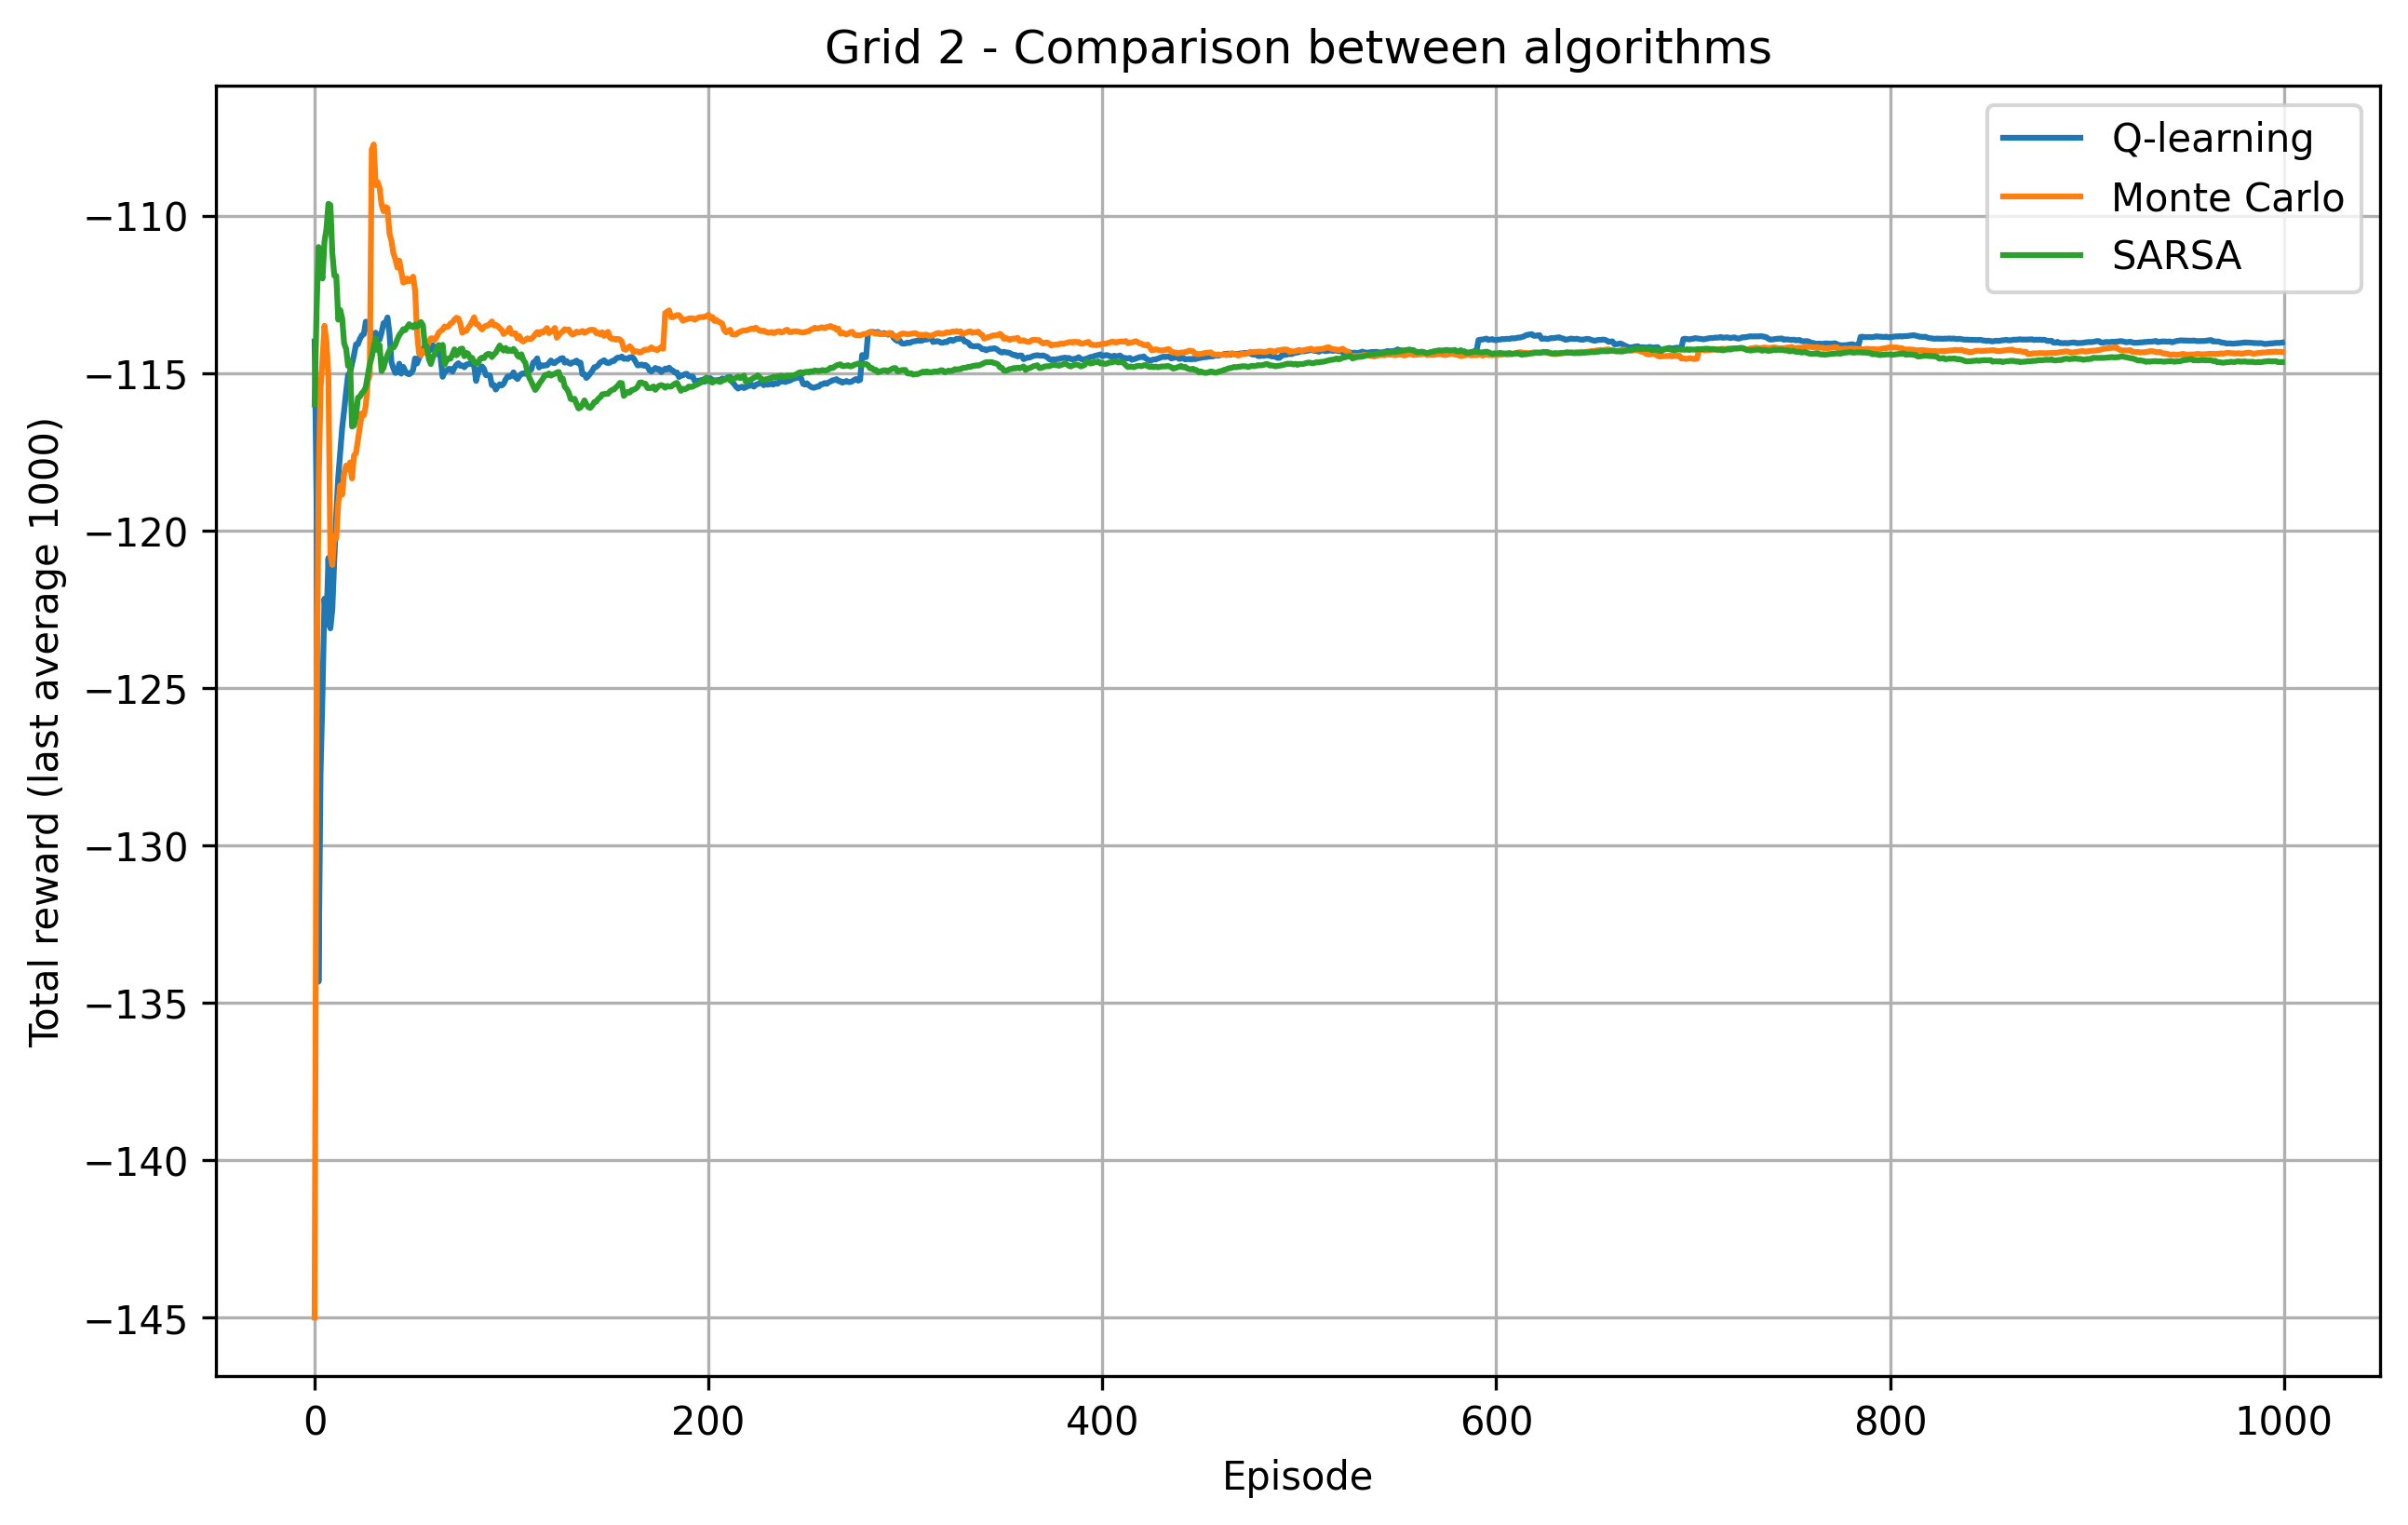 Grid 2 - Comparison between algorithms
Q-learning
Monte Carlo
SARSA
Total reward (last average 1000)
−110
−115
−120
−125
−130
−135
−140
−145
0
200
400
600
800
1000
Episode